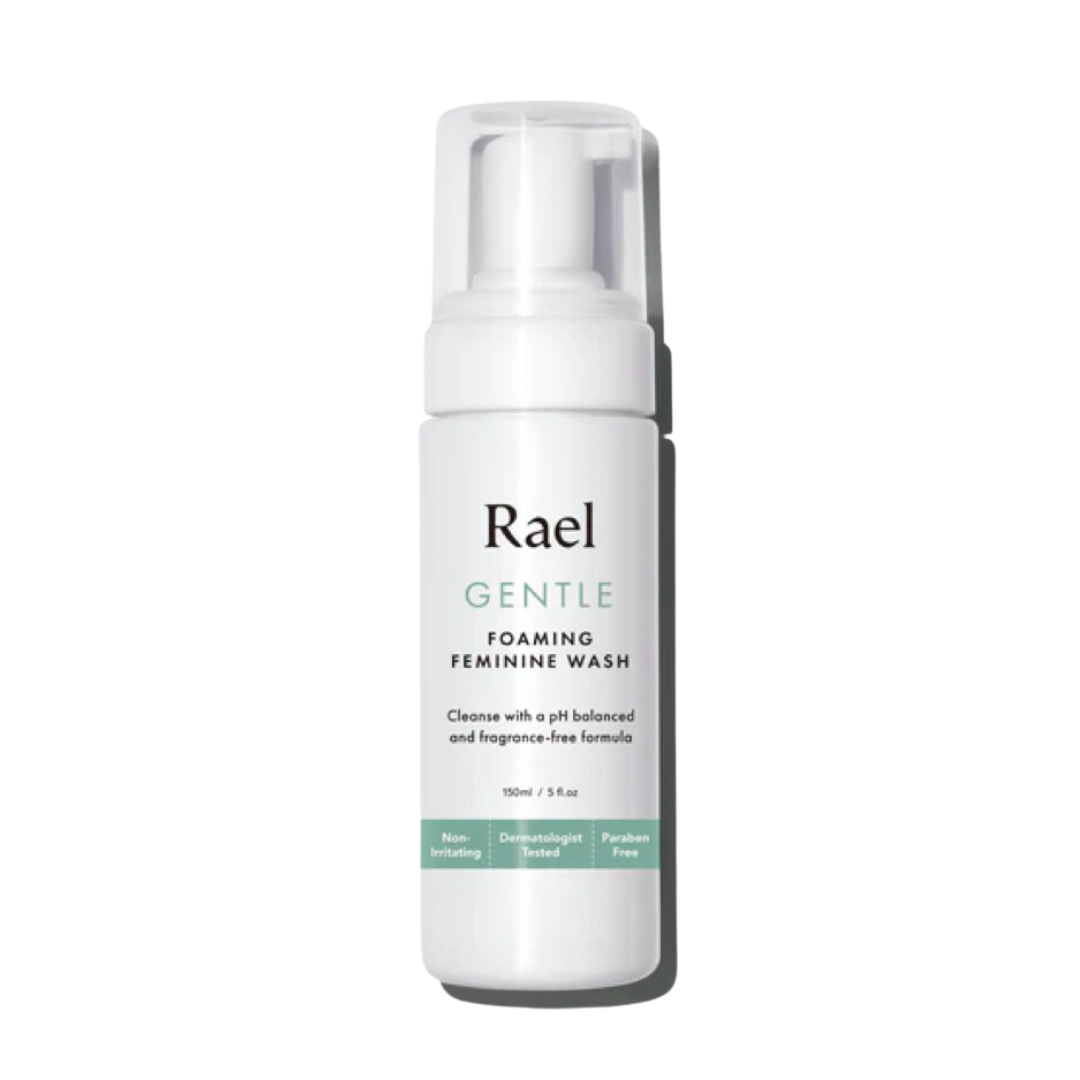 Rael
GENTLE
FOAMING
FEMININE WASH
Cleanse with a pH balanced
and fragrance-free formula
150ml / 5 fl.oz
Non-
Irritating
Dermatologist
Tested
Paraben
Free